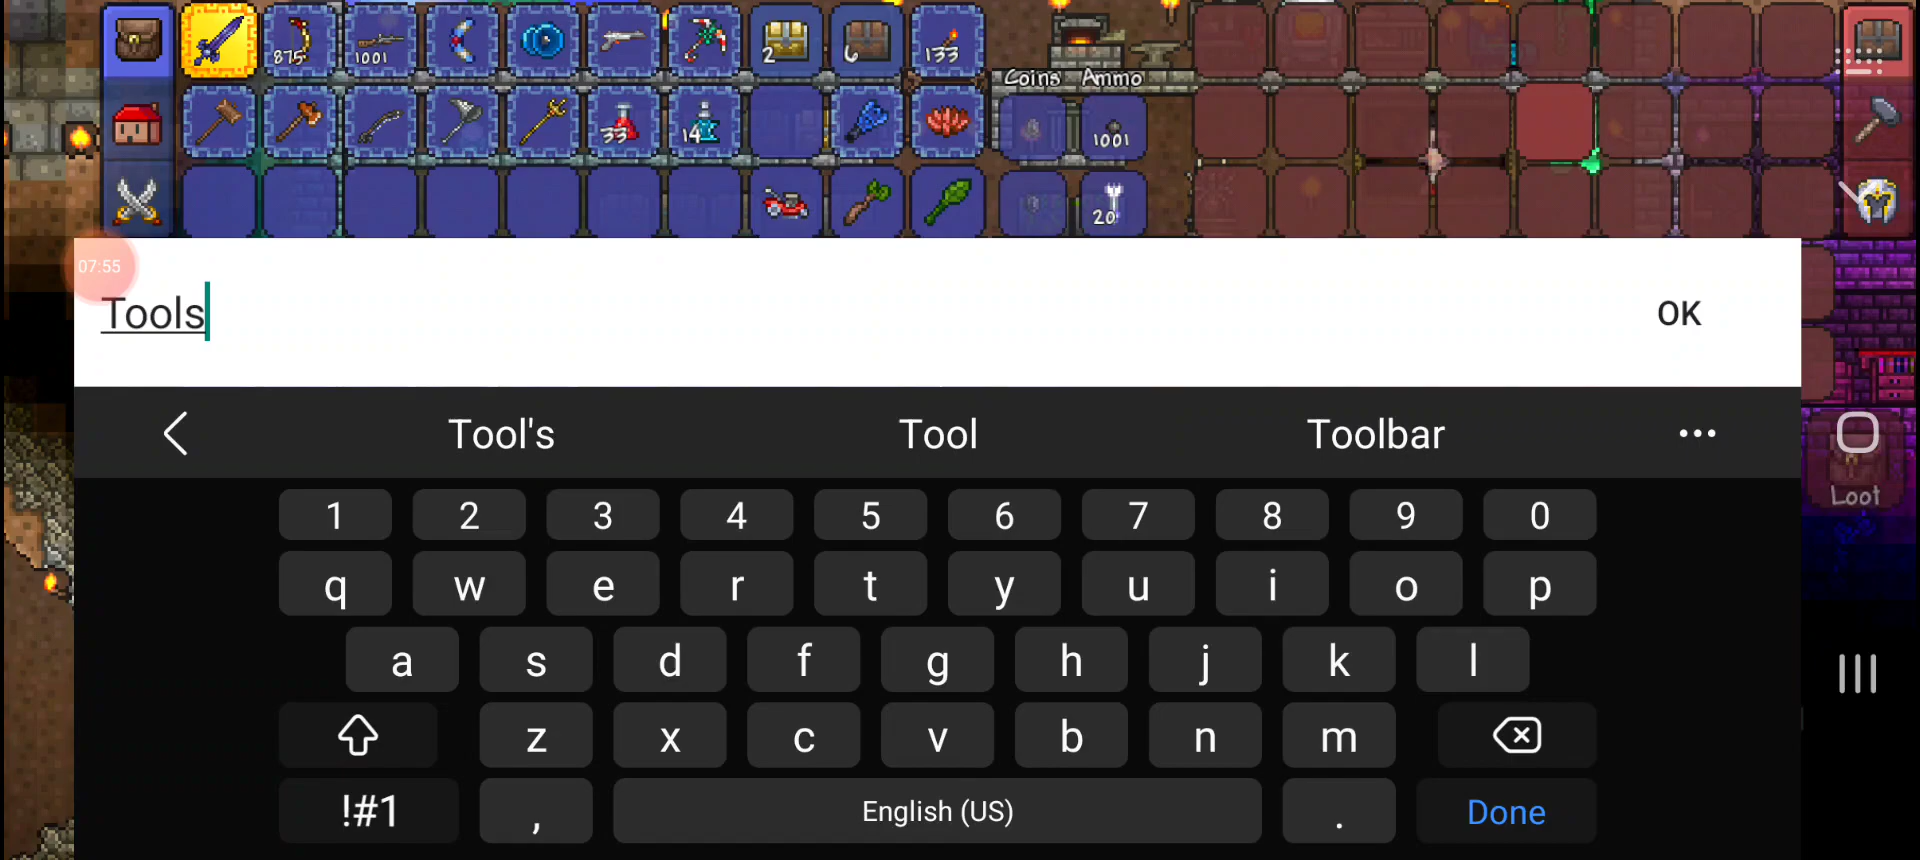 875 1001 2 6 133
Coins Ammo
33 14 1001
20
07:55
Tools OK
Tool's Tool Toolbar ...
Loot
1 2 3 4 5 6 7 8 9 0
q w e r t y u i o p
a s d f g h j k l
z x c v b n m
!#1 , English (US) . Done